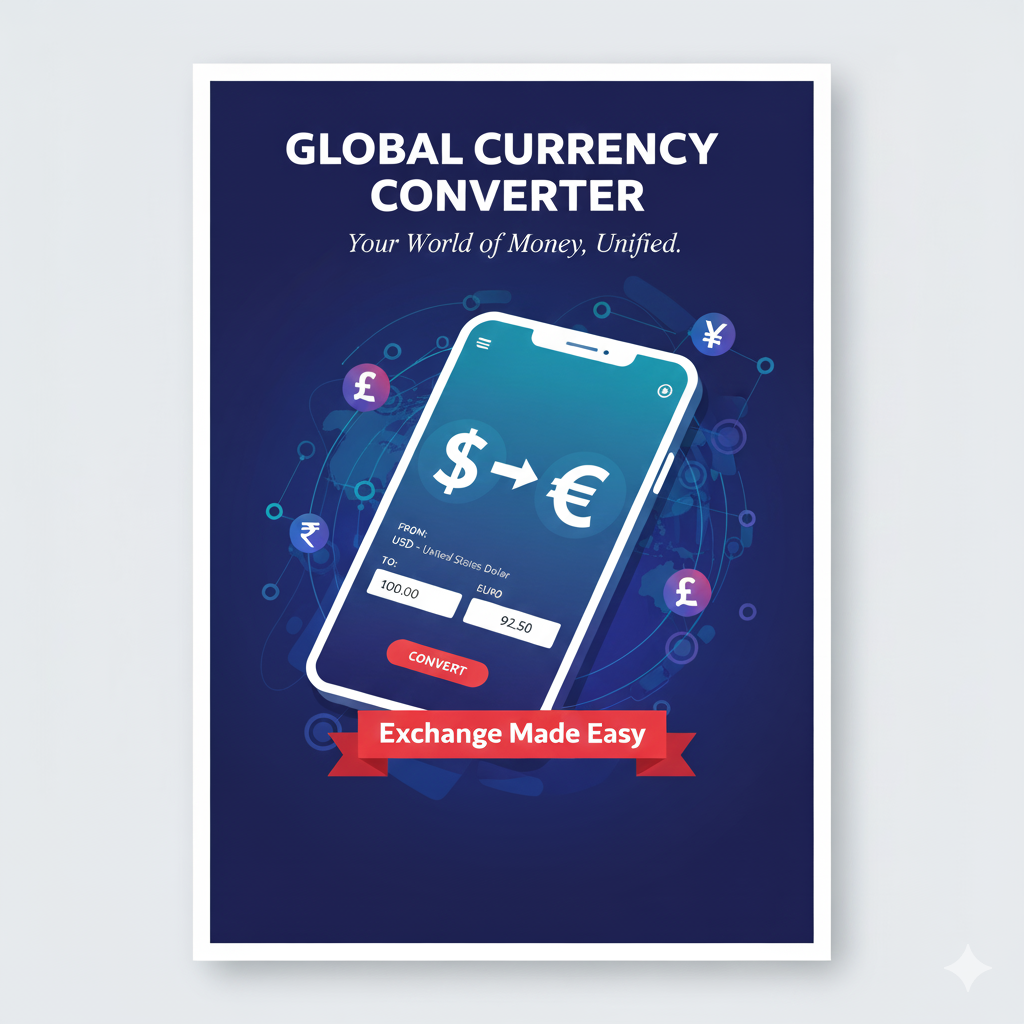 GLOBAL CURRENCY
CONVERTER
Your World of Money, Unified.
¥
£
$ → €
₹
FROM:
USD - United States Dolar
TO:
EURO
100.00
92.50
£
CONVERT
Exchange Made Easy